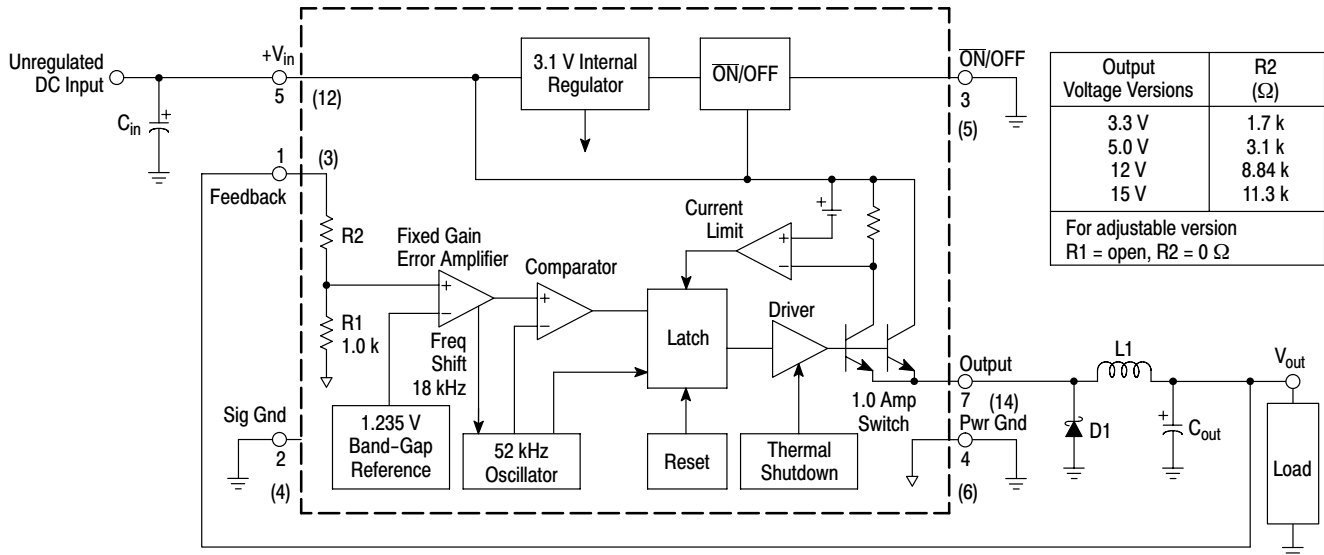 Unregulated
DC Input
C_in
+
+V_in
5
(12)
3.1 V Internal
Regulator
O̅N̅/OFF
O̅N̅/OFF
3
(5)
Output
Voltage Versions
R2
(Ω)
3.3 V
1.7 k
5.0 V
3.1 k
12 V
8.84 k
15 V
11.3 k
For adjustable version
R1 = open, R2 = 0 Ω
1
(3)
Feedback
R2
R1
1.0 k
Fixed Gain
Error Amplifier
+
−
Comparator
+
−
Freq
Shift
18 kHz
Current
Limit
+
−
+
Latch
Driver
1.0 Amp
Switch
Sig Gnd
2
(4)
1.235 V
Band-Gap
Reference
52 kHz
Oscillator
Reset
Thermal
Shutdown
Output
7
(14)
Pwr Gnd
4
(6)
L1
D1
+
C_out
V_out
Load